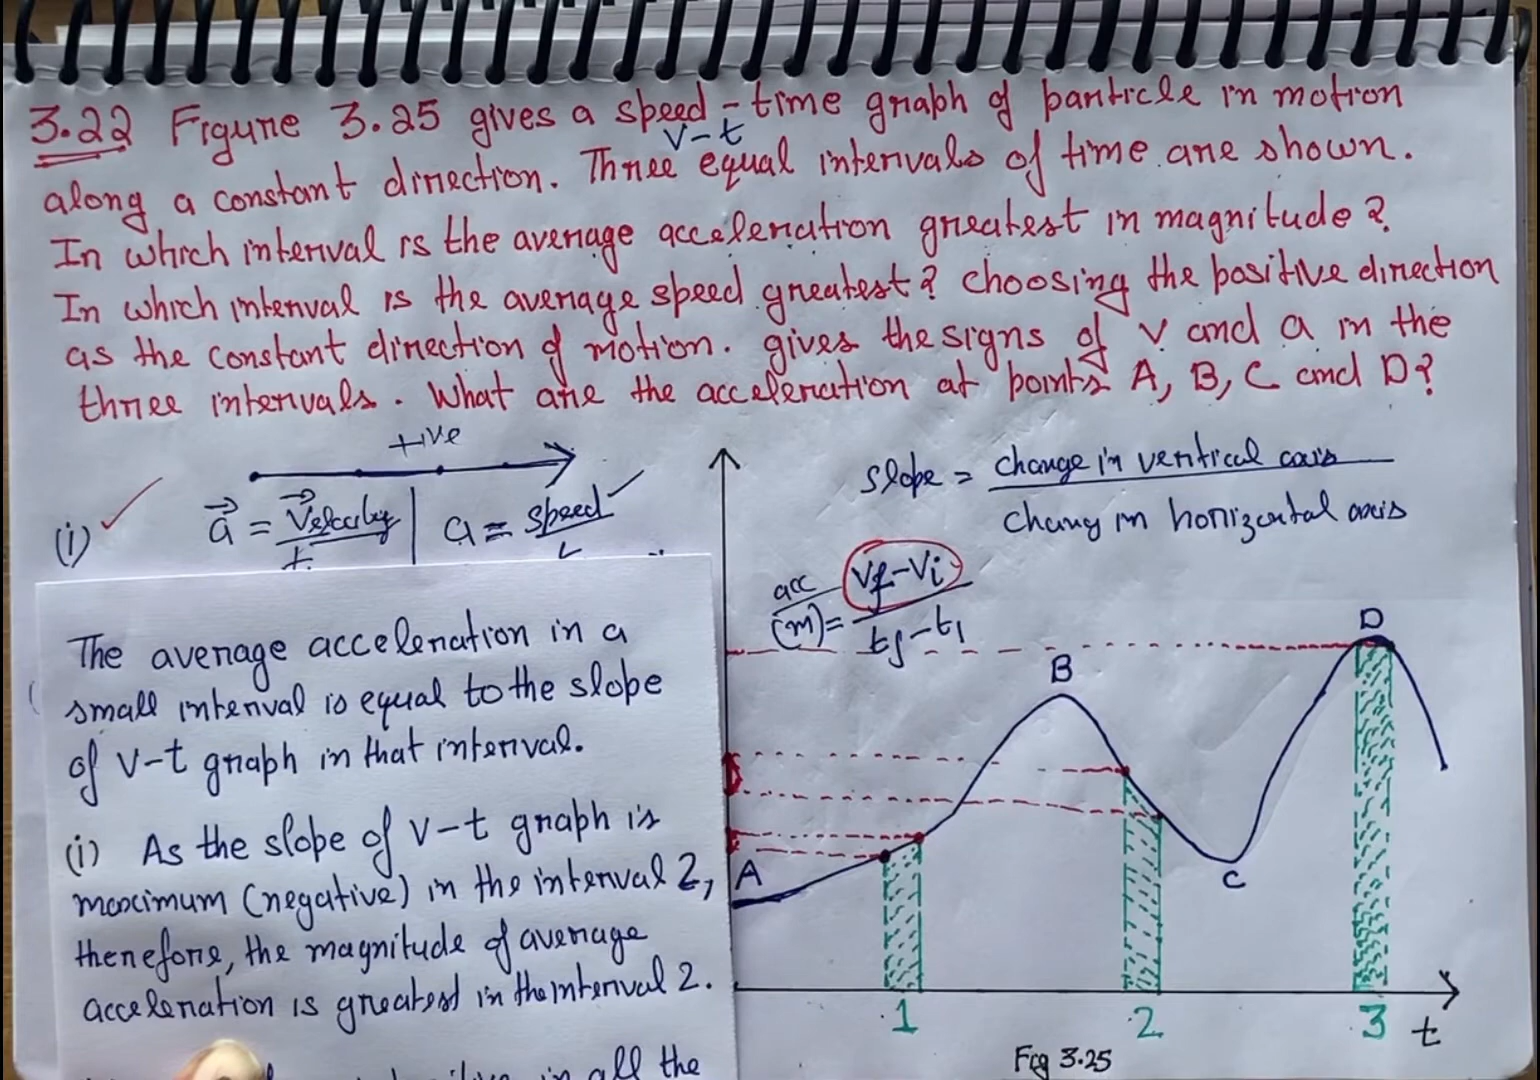 3.22 Figure 3.25 gives a speed-time graph of particle in motion
v-t
along a constant direction. Three equal intervals of time are shown.
In which interval is the average acceleration greatest in magnitude?
In which interval is the average speed greatest? choosing the positive direction
as the constant direction of motion. gives the signs of v and a in the
three intervals. What are the acceleration at points A, B, C and D?
+ive
(i) a = Velocity / t | a = speed / t
slope = change in vertical axis / chang in horizontal axis
acc (m) = Vf-Vi / tf-t1
The average acceleration in a
small interval is equal to the slope
of v-t graph in that interval.
(i) As the slope of v-t graph is
maximum (negative) in the interval 2,
therefore, the magnitude of average
acceleration is greatest in the interval 2.
in all the
A
B
C
D
1
2
3
t
Fig 3.25